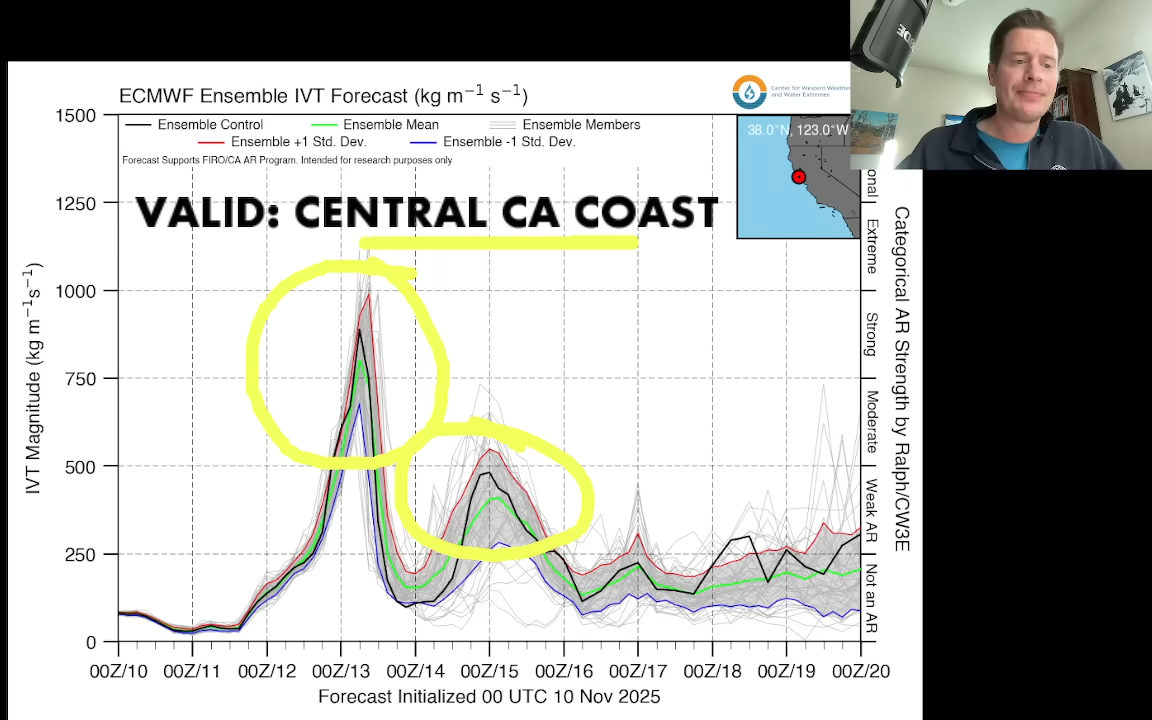 ECMWF Ensemble IVT Forecast (kg m⁻¹ s⁻¹)
Center for Western Weathe
and Water Extremes
Ensemble Control
Ensemble Mean
Ensemble Members
Ensemble +1 Std. Dev.
Ensemble -1 Std. Dev.
Forecast Supports FIRO/CA AR Program. Intended for research purposes only
38.0°N, 123.0°W
VALID: CENTRAL CA COAST
IVT Magnitude (kg m⁻¹s⁻¹)
1500
1250
1000
750
500
250
0
onal
Extreme
Strong
Moderate
Weak AR
Not an AR
Categorical AR Strength by Ralph/CW3E
00Z/10
00Z/11
00Z/12
00Z/13
00Z/14
00Z/15
00Z/16
00Z/17
00Z/18
00Z/19
00Z/20
Forecast Initialized 00 UTC 10 Nov 2025
RODE